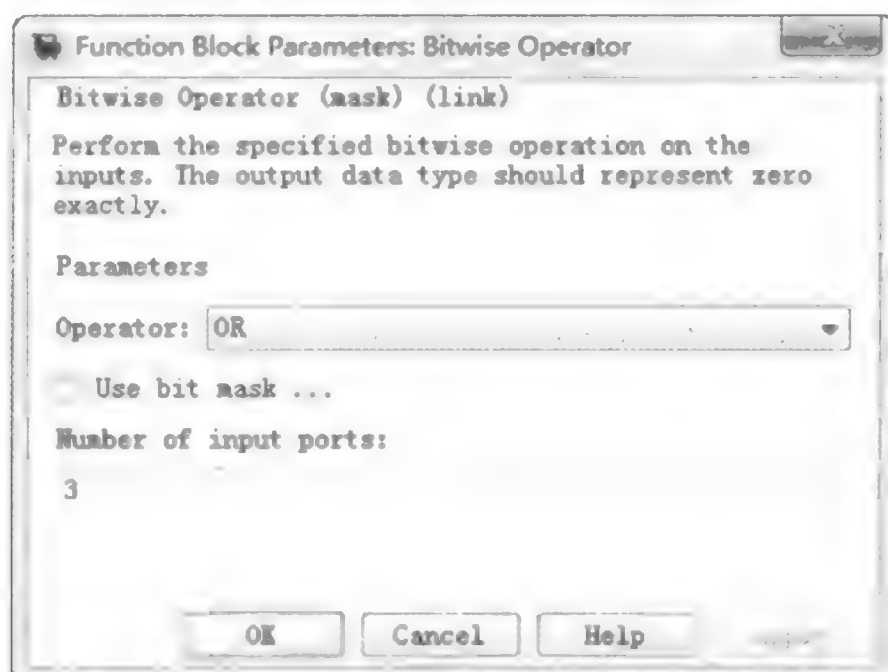 Function Block Parameters: Bitwise Operator
Bitwise Operator (mask) (link)
Perform the specified bitwise operation on the
inputs. The output data type should represent zero
exactly.
Parameters
Operator: OR
Use bit mask ...
Number of input ports:
3
OK Cancel Help